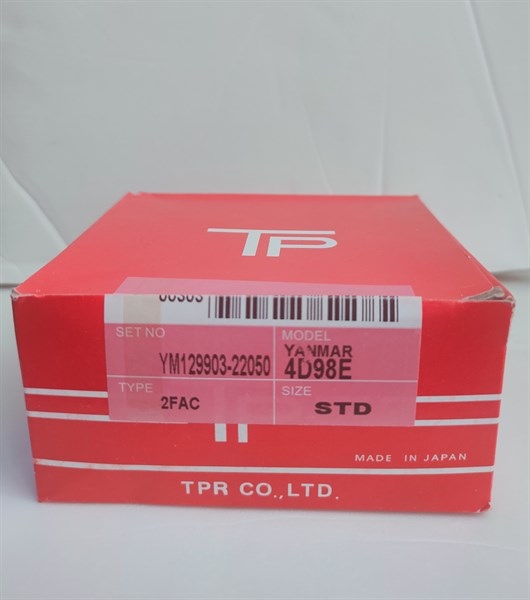 TP
SET NO
YM129903-22050
MODEL
YANMAR
4D98E
TYPE
2FAC
SIZE
STD
MADE IN JAPAN
TPR CO.,LTD.